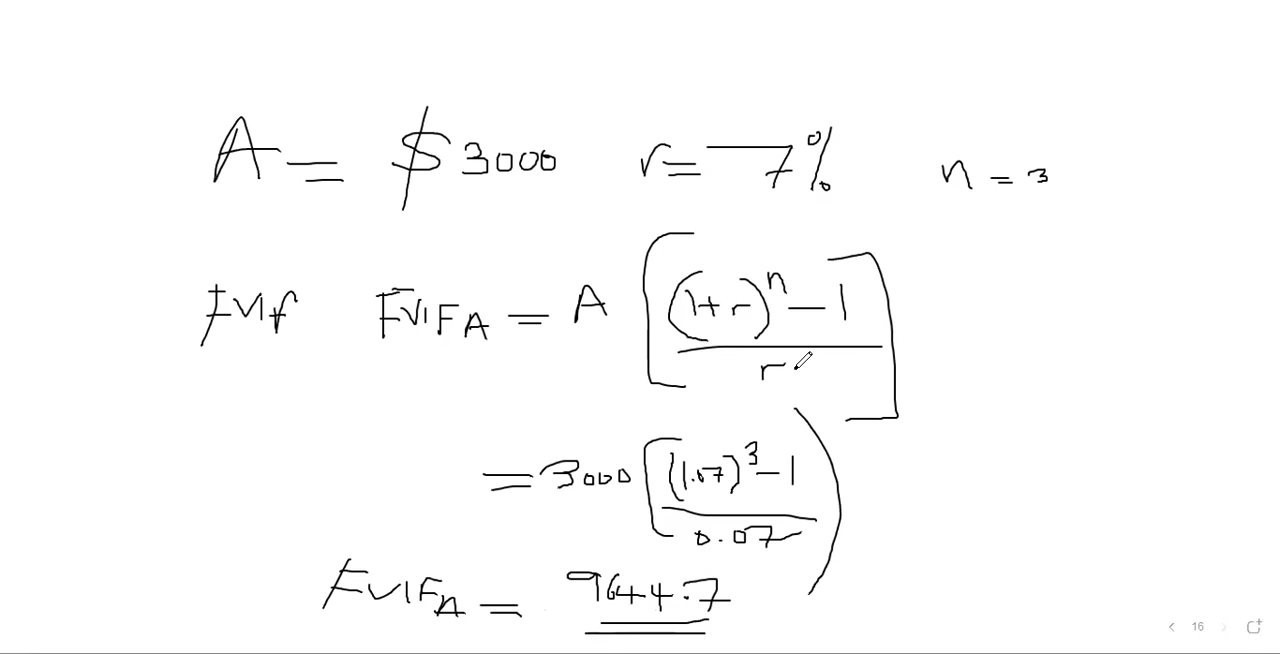 A = $3000 r = 7% n = 3
FVIF FVIFA = A [(1+r)^n - 1 / r]
= 3000 [(1.07)^3 - 1 / 0.07)
FVIFA = 9644.7
16